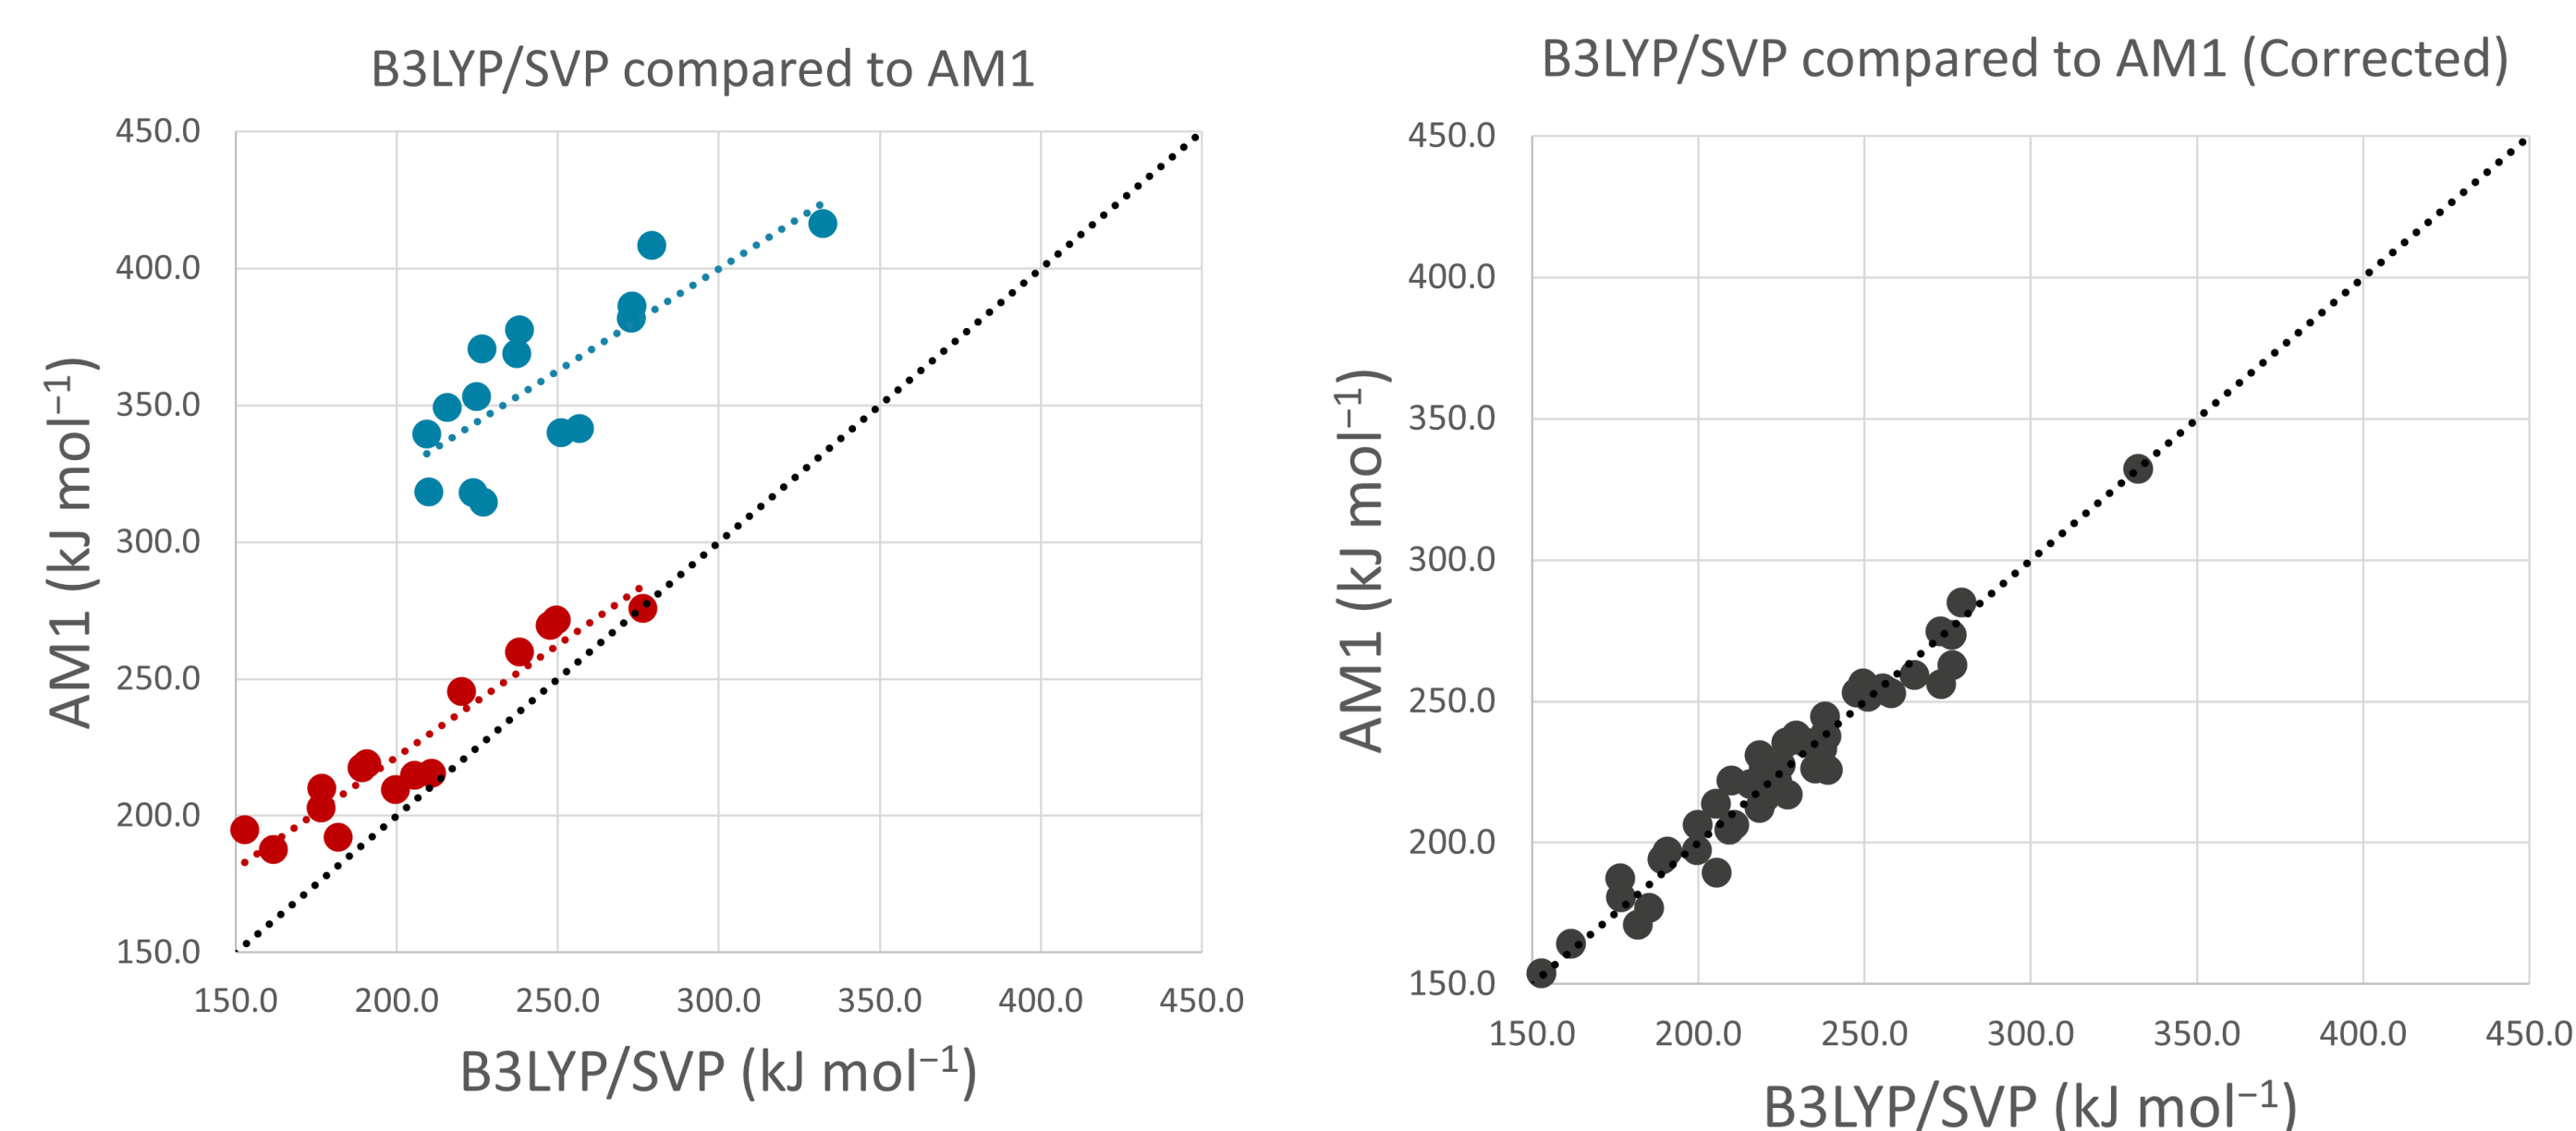 B3LYP/SVP compared to AM1
450.0
400.0
350.0
300.0
250.0
200.0
150.0
AM1 (kJ mol⁻¹)
150.0 200.0 250.0 300.0 350.0 400.0 450.0
B3LYP/SVP (kJ mol⁻¹)
B3LYP/SVP compared to AM1 (Corrected)
450.0
400.0
350.0
300.0
250.0
200.0
150.0
AM1 (kJ mol⁻¹)
150.0 200.0 250.0 300.0 350.0 400.0 450.0
B3LYP/SVP (kJ mol⁻¹)